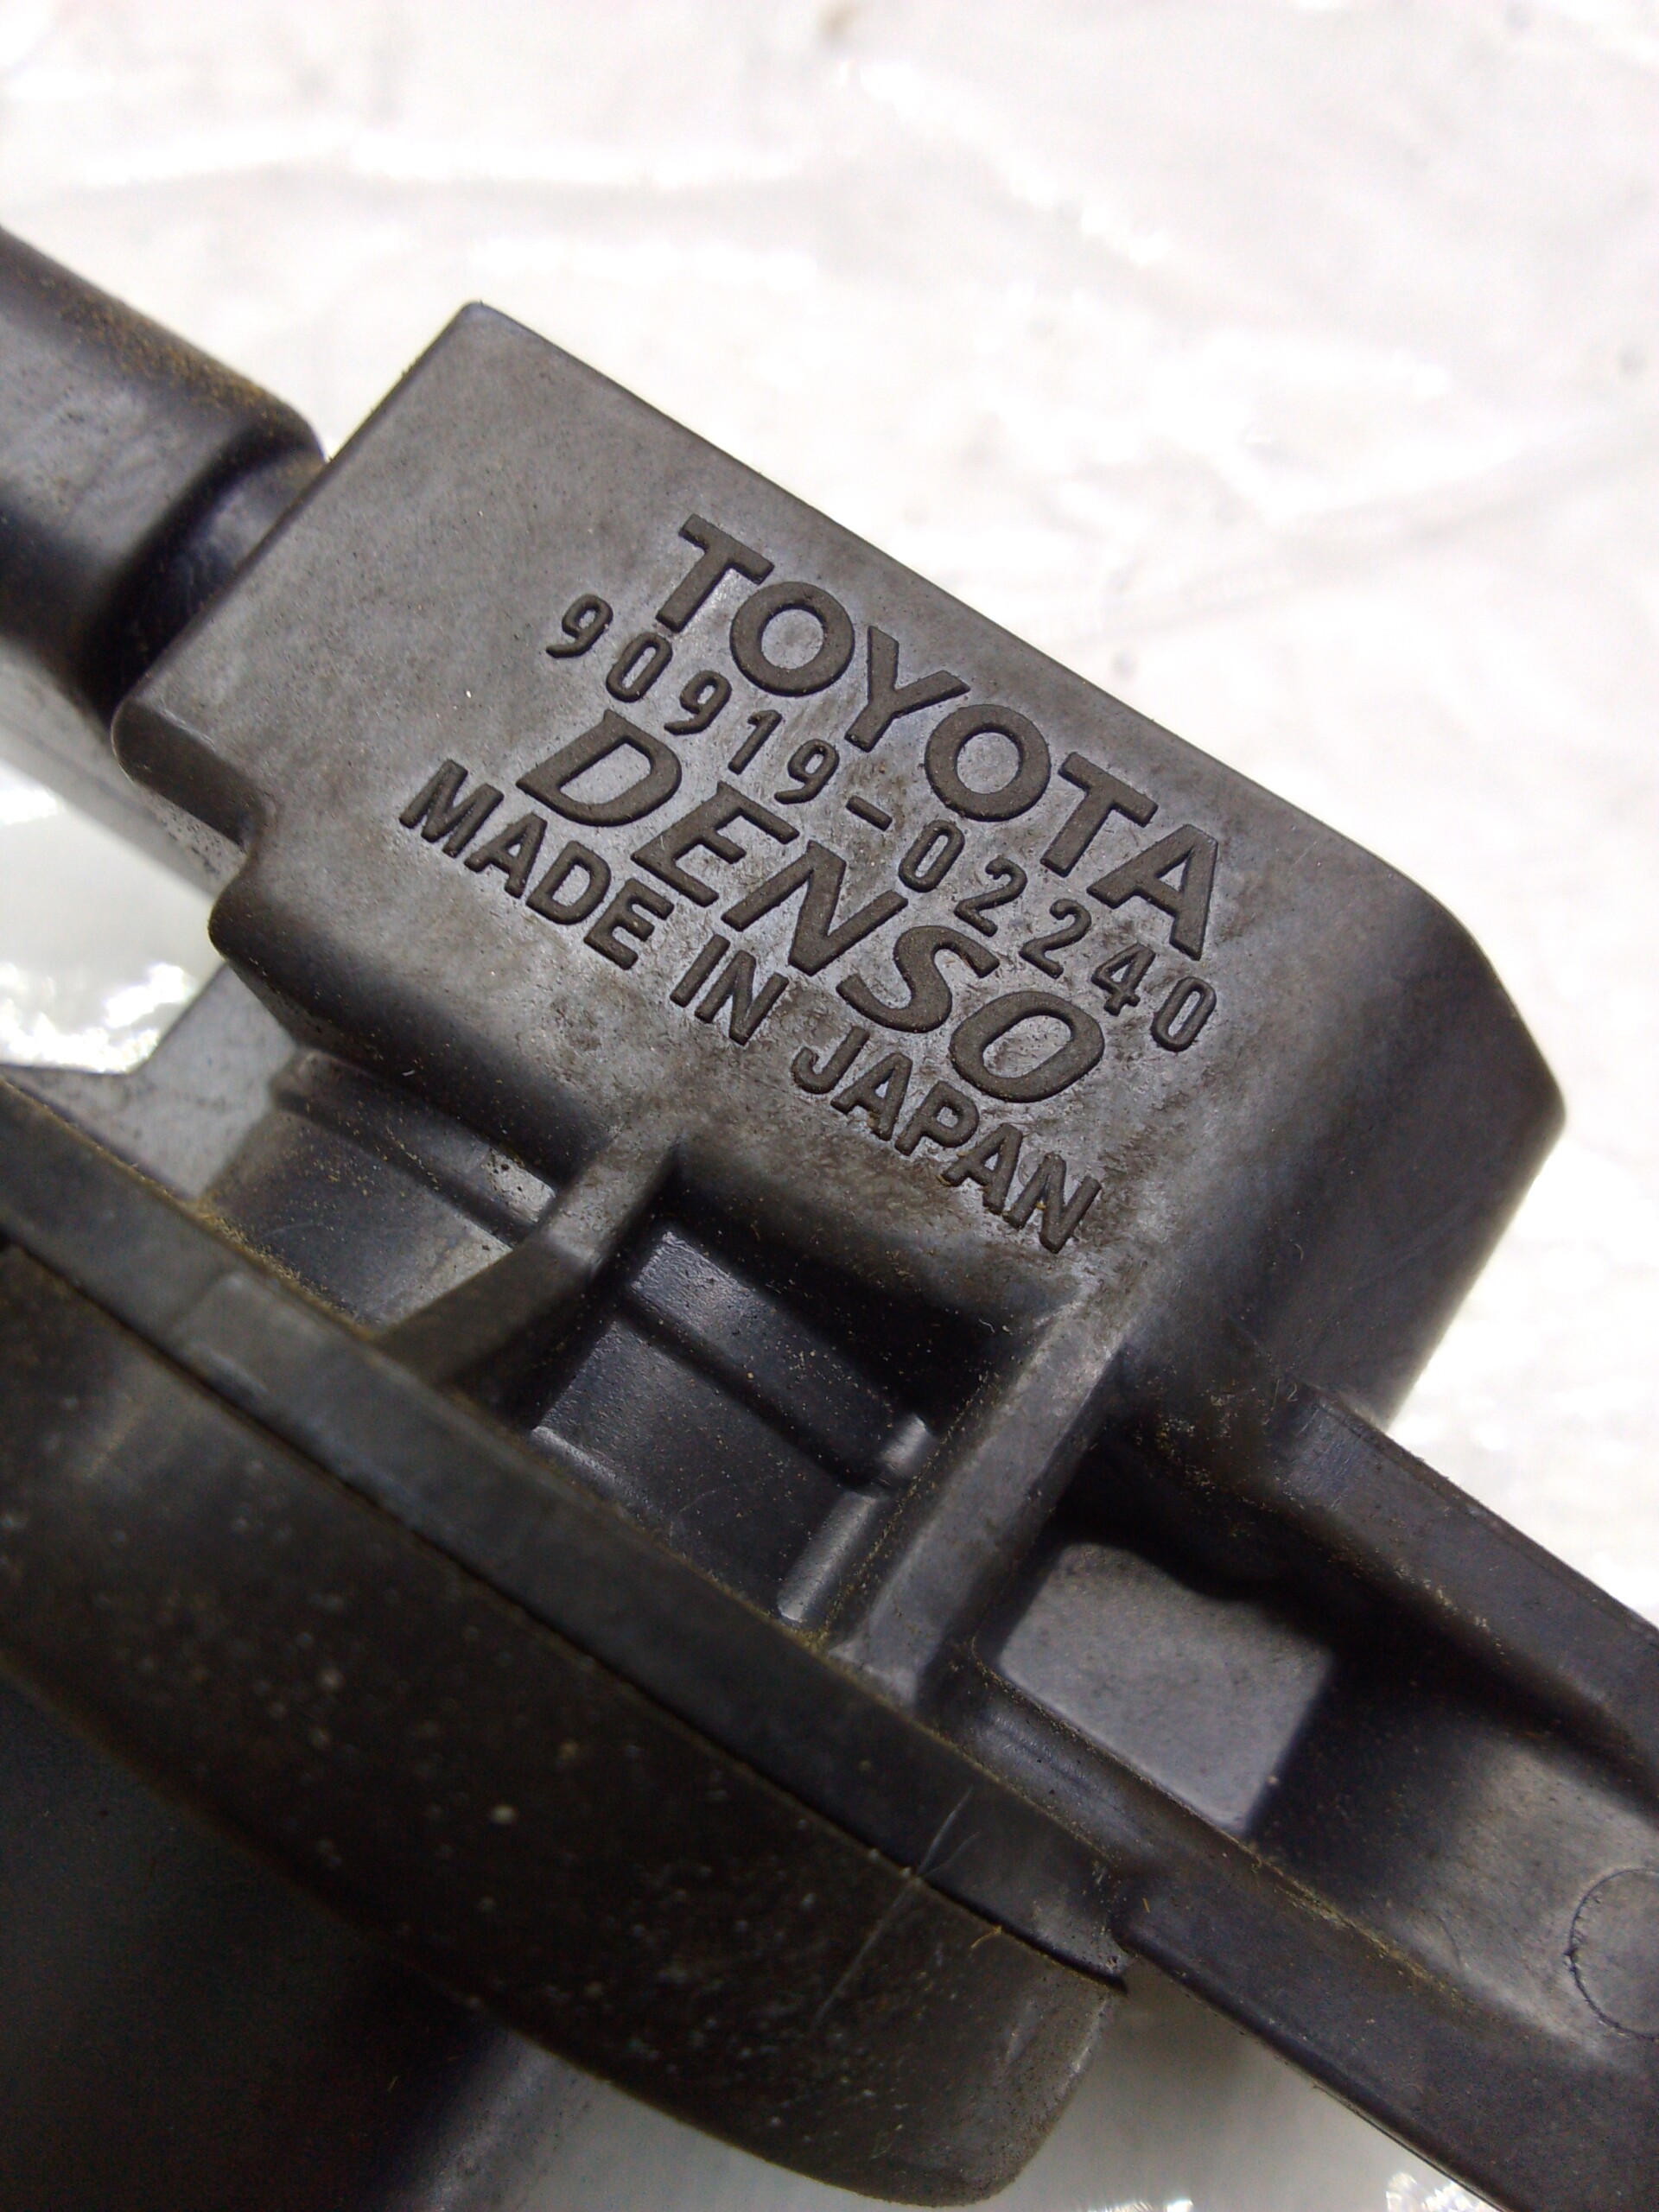 TOYOTA
90919-02240
DENSO
MADE IN JAPAN